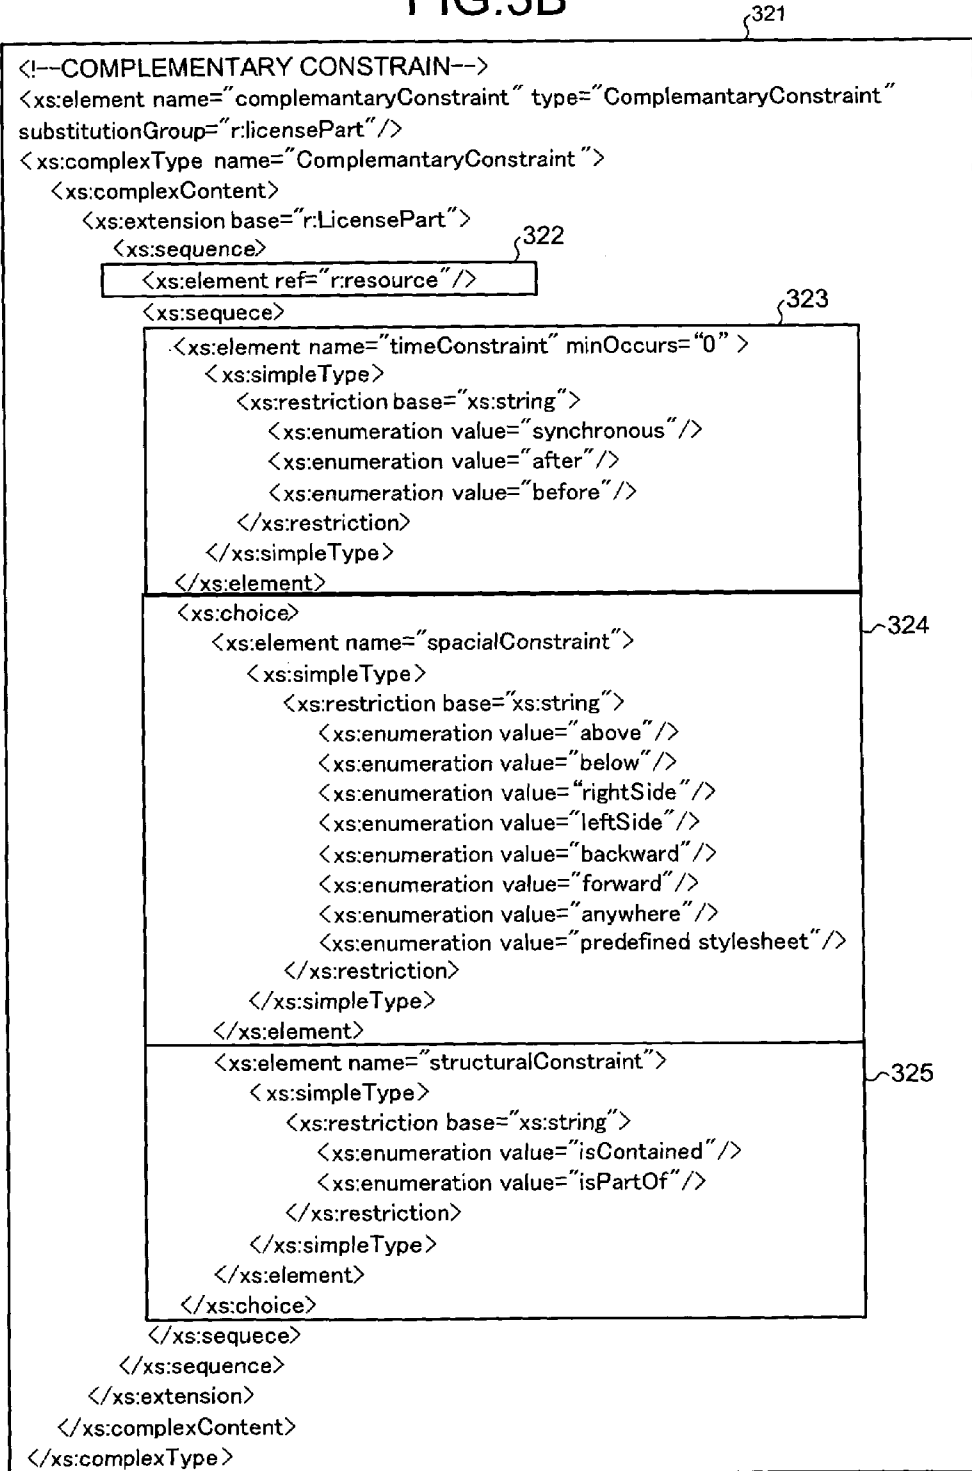 FIG.3B
321
<!--COMPLEMENTARY CONSTRAIN-->
<xs:element name="complemantaryConstraint" type="ComplemantaryConstraint"
substitutionGroup="r:licensePart"/>
<xs:complexType name="ComplemantaryConstraint">
<xs:complexContent>
<xs:extension base="r:LicensePart">
<xs:sequence>
322
<xs:element ref="r:resource"/>
<xs:sequece>
323
<xs:element name="timeConstraint" minOccurs="0" >
<xs:simpleType>
<xs:restriction base="xs:string">
<xs:enumeration value="synchronous"/>
<xs:enumeration value="after"/>
<xs:enumeration value="before"/>
</xs:restriction>
</xs:simpleType>
</xs:element>
<xs:choice>
324
<xs:element name="spacialConstraint">
<xs:simpleType>
<xs:restriction base="xs:string">
<xs:enumeration value="above"/>
<xs:enumeration value="below"/>
<xs:enumeration value="rightSide"/>
<xs:enumeration value="leftSide"/>
<xs:enumeration value="backward"/>
<xs:enumeration value="forward"/>
<xs:enumeration value="anywhere"/>
<xs:enumeration value="predefined stylesheet"/>
</xs:restriction>
</xs:simpleType>
</xs:element>
<xs:element name="structuralConstraint">
325
<xs:simpleType>
<xs:restriction base="xs:string">
<xs:enumeration value="isContained"/>
<xs:enumeration value="isPartOf"/>
</xs:restriction>
</xs:simpleType>
</xs:element>
</xs:choice>
</xs:sequece>
</xs:sequence>
</xs:extension>
</xs:complexContent>
</xs:complexType>